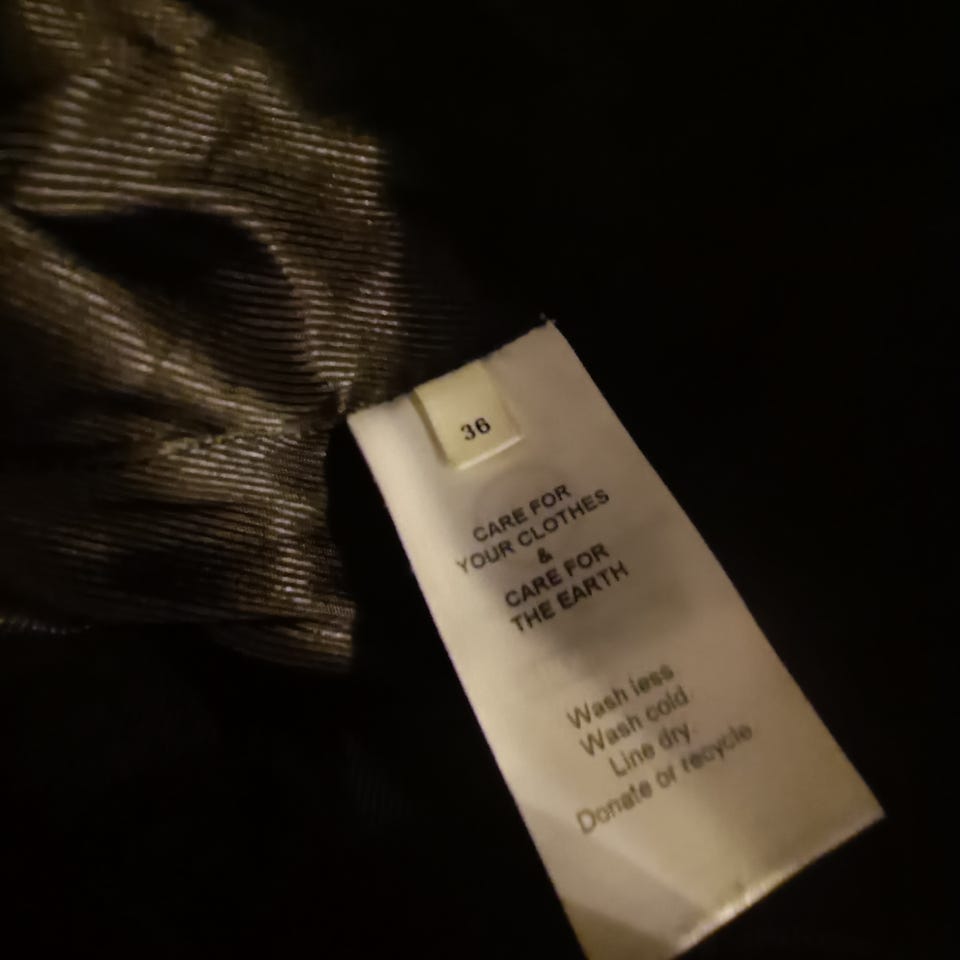 36
CARE FOR
YOUR CLOTHES
&
CARE FOR
THE EARTH
Wash less
Wash cold.
Line dry.
Donate or recycle